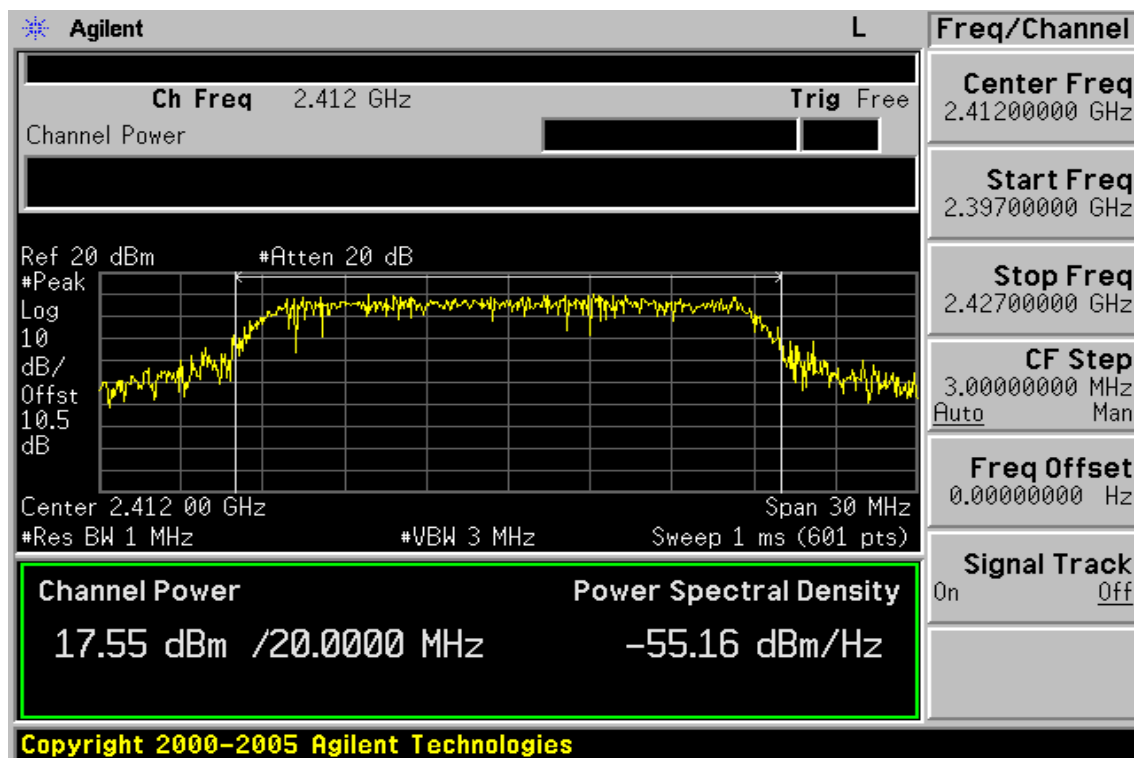 Agilent L
Ch Freq 2.412 GHz Trig Free
Channel Power
Ref 20 dBm #Atten 20 dB
#Peak
Log
10
dB/
Offst
10.5
dB
Center 2.412 00 GHz Span 30 MHz
#Res BW 1 MHz #VBW 3 MHz Sweep 1 ms (601 pts)
Channel Power Power Spectral Density
17.55 dBm /20.0000 MHz -55.16 dBm/Hz
Copyright 2000-2005 Agilent Technologies
Freq/Channel
Center Freq
2.41200000 GHz
Start Freq
2.39700000 GHz
Stop Freq
2.42700000 GHz
CF Step
3.00000000 MHz
Auto Man
Freq Offset
0.00000000 Hz
Signal Track
On Off